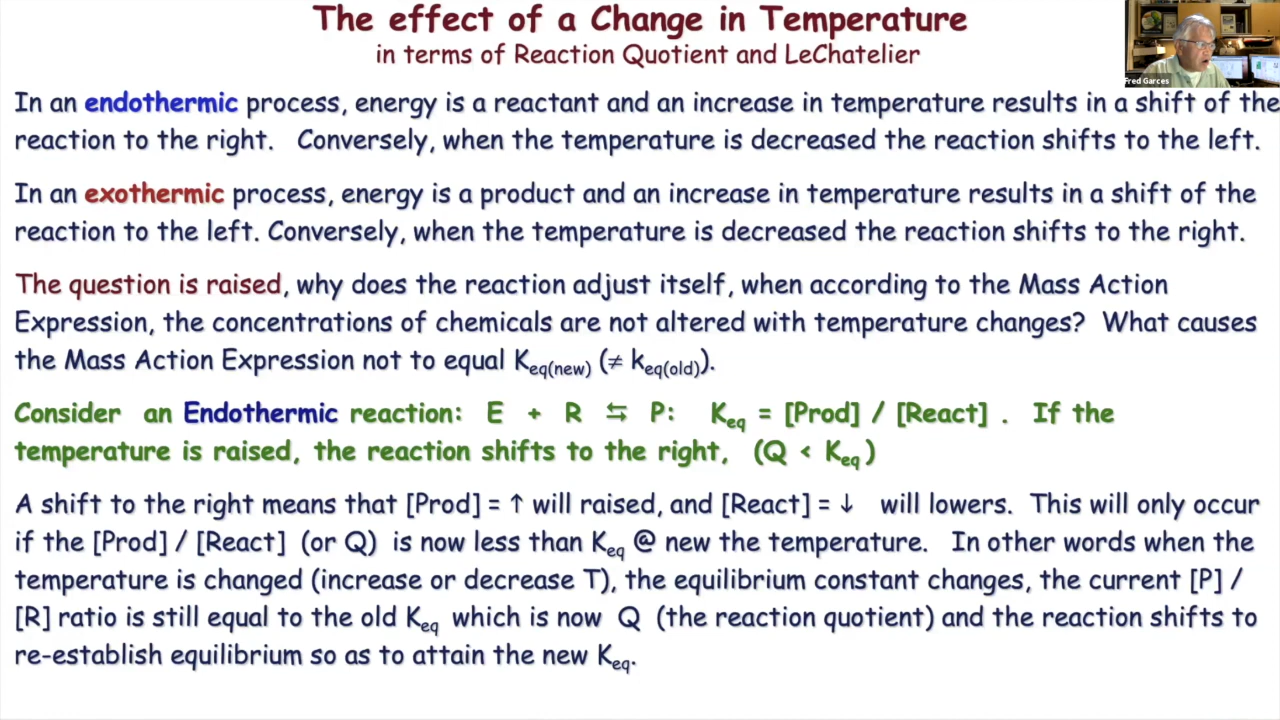 The effect of a Change in Temperature
in terms of Reaction Quotient and LeChatelier
Fred Garces
In an endothermic process, energy is a reactant and an increase in temperature results in a shift of the
reaction to the right. Conversely, when the temperature is decreased the reaction shifts to the left.
In an exothermic process, energy is a product and an increase in temperature results in a shift of the
reaction to the left. Conversely, when the temperature is decreased the reaction shifts to the right.
The question is raised, why does the reaction adjust itself, when according to the Mass Action
Expression, the concentrations of chemicals are not altered with temperature changes? What causes
the Mass Action Expression not to equal Keq(new) (≠ keq(old)).
Consider an Endothermic reaction: E + R ⇆ P: Keq = [Prod] / [React] . If the
temperature is raised, the reaction shifts to the right, (Q < Keq )
A shift to the right means that [Prod] = ↑ will raised, and [React] = ↓ will lowers. This will only occur
if the [Prod] / [React] (or Q) is now less than Keq @ new the temperature. In other words when the
temperature is changed (increase or decrease T), the equilibrium constant changes, the current [P] /
[R] ratio is still equal to the old Keq which is now Q (the reaction quotient) and the reaction shifts to
re-establish equilibrium so as to attain the new Keq.